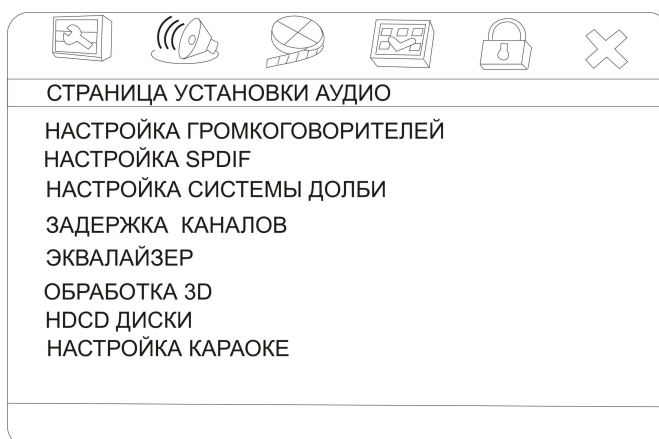 СТРАНИЦА УСТАНОВКИ АУДИО
НАСТРОЙКА ГРОМКОГОВОРИТЕЛЕЙ
НАСТРОЙКА SPDIF
НАСТРОЙКА СИСТЕМЫ ДОЛБИ
ЗАДЕРЖКА КАНАЛОВ
ЭКВАЛАЙЗЕР
ОБРАБОТКА 3D
HDCD ДИСКИ
НАСТРОЙКА КАРАОКЕ